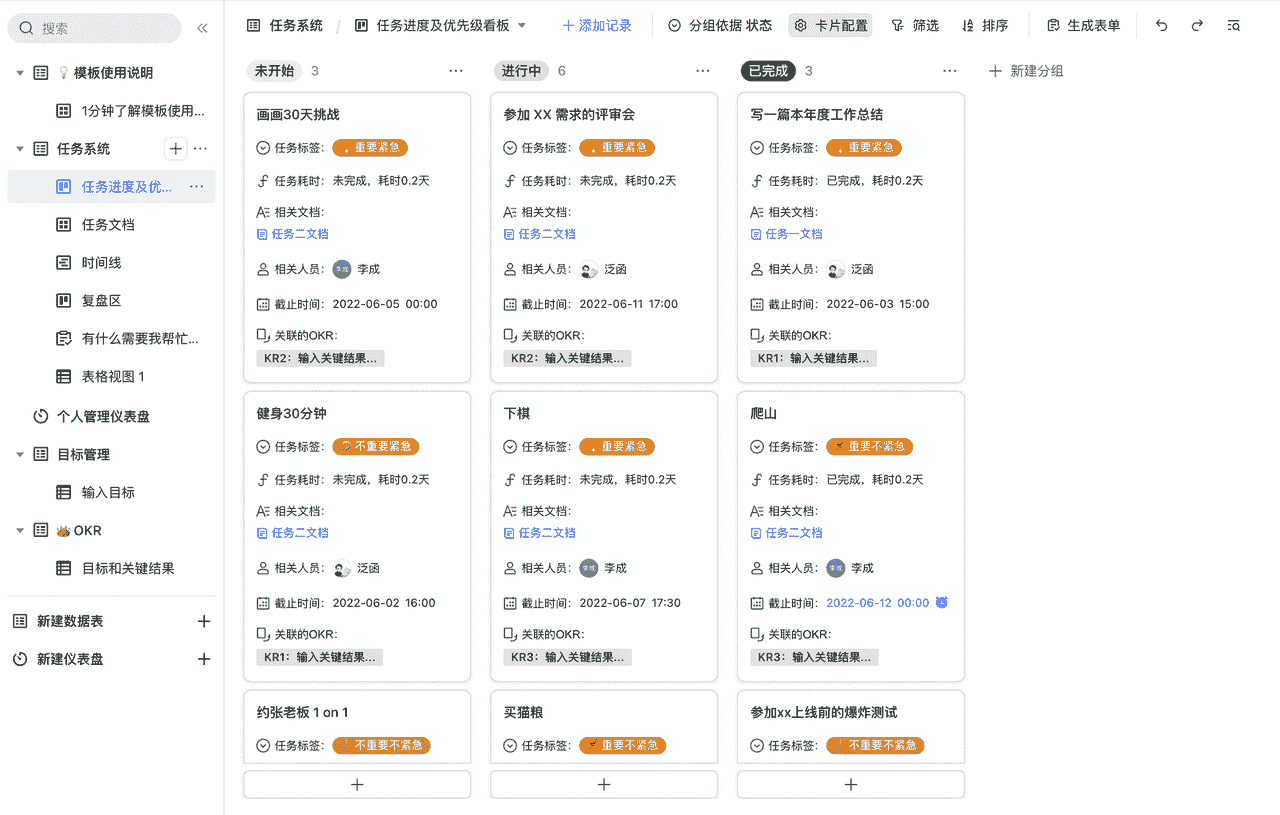 搜索
模板使用说明
1分钟了解模板使用...
任务系统
任务进度及优...
任务文档
时间线
复盘区
有什么需要我帮忙...
表格视图 1
个人管理仪表盘
目标管理
输入目标
OKR
目标和关键结果
新建数据表
新建仪表盘
任务系统 / 任务进度及优先级看板 添加记录 分组依据 状态 卡片配置 筛选 排序 生成表单
未开始 3
画画30天挑战
任务标签: 重要紧急
任务耗时: 未完成，耗时0.2天
相关文档:
任务二文档
相关人员: 李成 李成
截止时间: 2022-06-05 00:00
关联的OKR:
KR2：输入关键结果...
健身30分钟
任务标签: 不重要紧急
任务耗时: 未完成，耗时0.2天
相关文档:
任务二文档
相关人员: 泛函
截止时间: 2022-06-02 16:00
关联的OKR:
KR1：输入关键结果...
约张老板 1 on 1
任务标签: 不重要不紧急
进行中 6
参加 XX 需求的评审会
任务标签: 重要紧急
任务耗时: 未完成，耗时0.2天
相关文档:
任务二文档
相关人员: 泛函
截止时间: 2022-06-11 17:00
关联的OKR:
KR2：输入关键结果...
下棋
任务标签: 重要紧急
任务耗时: 未完成，耗时0.2天
相关文档:
任务二文档
相关人员: 李成 李成
截止时间: 2022-06-07 17:30
关联的OKR:
KR3：输入关键结果...
买猫粮
任务标签: 重要不紧急
已完成 3
写一篇本年度工作总结
任务标签: 重要紧急
任务耗时: 已完成，耗时0.2天
相关文档:
任务一文档
相关人员: 泛函
截止时间: 2022-06-03 15:00
关联的OKR:
KR1：输入关键结果...
爬山
任务标签: 重要不紧急
任务耗时: 已完成，耗时0.2天
相关文档:
任务二文档
相关人员: 李成 李成
截止时间: 2022-06-12 00:00
关联的OKR:
KR3：输入关键结果...
参加xx上线前的爆炸测试
任务标签: 不重要不紧急
新建分组